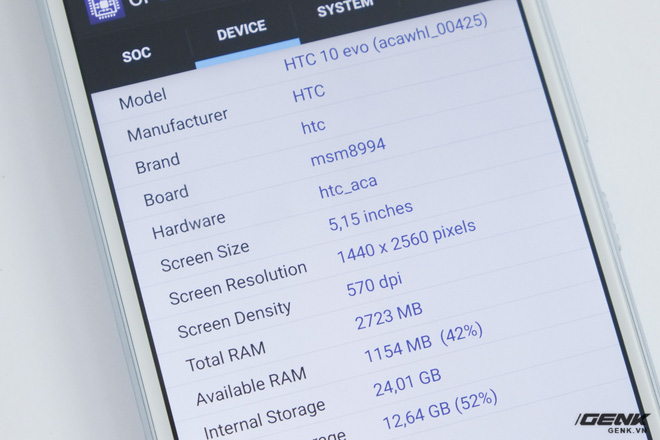 SOC DEVICE SYSTEM
Model HTC 10 evo (acawhl_00425)
Manufacturer HTC
Brand htc
Board msm8994
Hardware htc_aca
Screen Size 5,15 inches
Screen Resolution 1440 x 2560 pixels
Screen Density 570 dpi
Total RAM 2723 MB
Available RAM 1154 MB (42%)
Internal Storage 24,01 GB
12,64 GB (52%)
GENK
GENK.VN